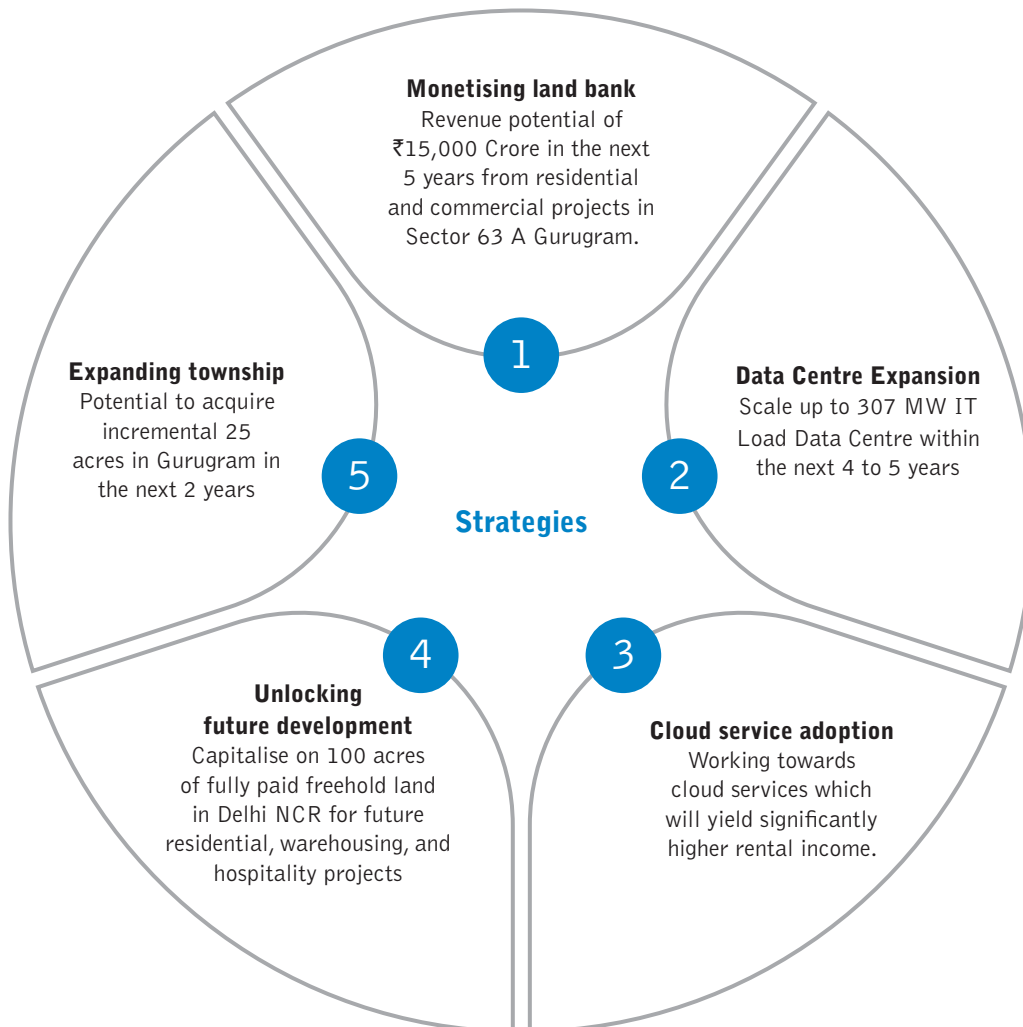 Monetising land bank
Revenue potential of
₹15,000 Crore in the next
5 years from residential
and commercial projects in
Sector 63 A Gurugram.
1
Data Centre Expansion
Scale up to 307 MW IT
Load Data Centre within
the next 4 to 5 years
2
Cloud service adoption
Working towards
cloud services which
will yield significantly
higher rental income.
3
Unlocking
future development
Capitalise on 100 acres
of fully paid freehold land
in Delhi NCR for future
residential, warehousing, and
hospitality projects
4
Expanding township
Potential to acquire
incremental 25
acres in Gurugram in
the next 2 years
5
Strategies